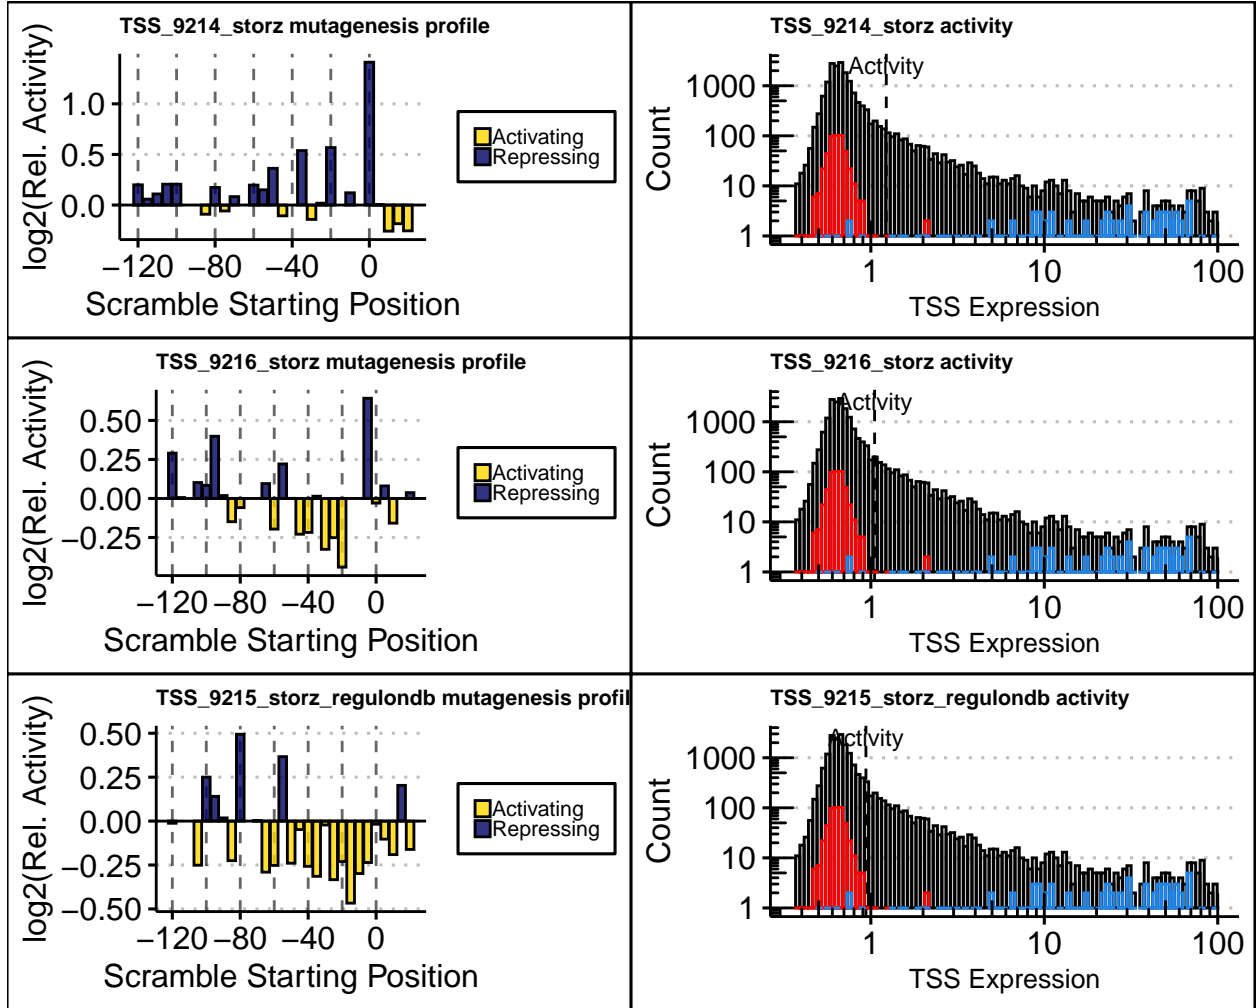 TSS_9214_storz mutagenesis profile
log2(Rel. Activity)
1.0
0.5
0.0
−120 −80 −40 0
Scramble Starting Position
Activating
Repressing
TSS_9214_storz activity
Activity
Count
1000
100
10
1
1 10 100
TSS Expression
TSS_9216_storz mutagenesis profile
log2(Rel. Activity)
0.50
0.25
0.00
−0.25
−120 −80 −40 0
Scramble Starting Position
Activating
Repressing
TSS_9216_storz activity
Activity
Count
1000
100
10
1
1 10 100
TSS Expression
TSS_9215_storz_regulondb mutagenesis profil
log2(Rel. Activity)
0.50
0.25
0.00
−0.25
−0.50
−120 −80 −40 0
Scramble Starting Position
Activating
Repressing
TSS_9215_storz_regulondb activity
Activity
Count
1000
100
10
1
1 10 100
TSS Expression